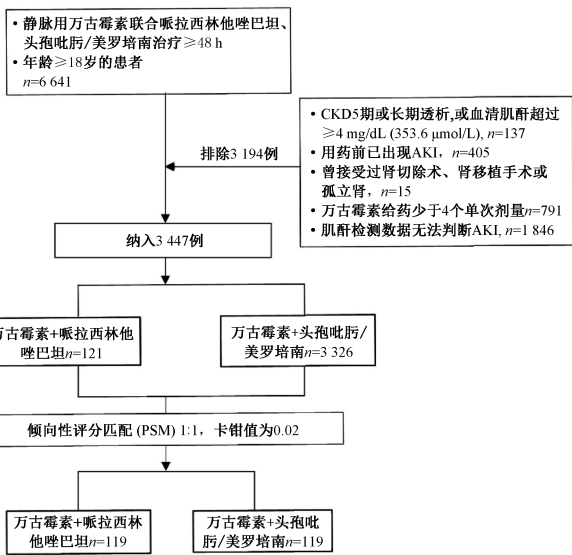 • 静脉用万古霉素联合哌拉西林他唑巴坦、
头孢吡肟/美罗培南治疗≥48 h
• 年龄≥18岁的患者
n=6 641
• CKD5期或长期透析,或血清肌酐超过
≥4 mg/dL (353.6 μmol/L), n=137
• 用药前已出现AKI, n=405
• 曾接受过肾切除术、肾移植手术或
孤立肾, n=15
• 万古霉素给药少于4个单次剂量n=791
• 肌酐检测数据无法判断AKI, n=1 846
排除3 194例
纳入3 447例
万古霉素+哌拉西林他
唑巴坦n=121
万古霉素+头孢吡肟/
美罗培南n=3 326
倾向性评分匹配 (PSM) 1:1, 卡钳值为0.02
万古霉素+哌拉西林
他唑巴坦n=119
万古霉素+头孢吡
肟/美罗培南n=119